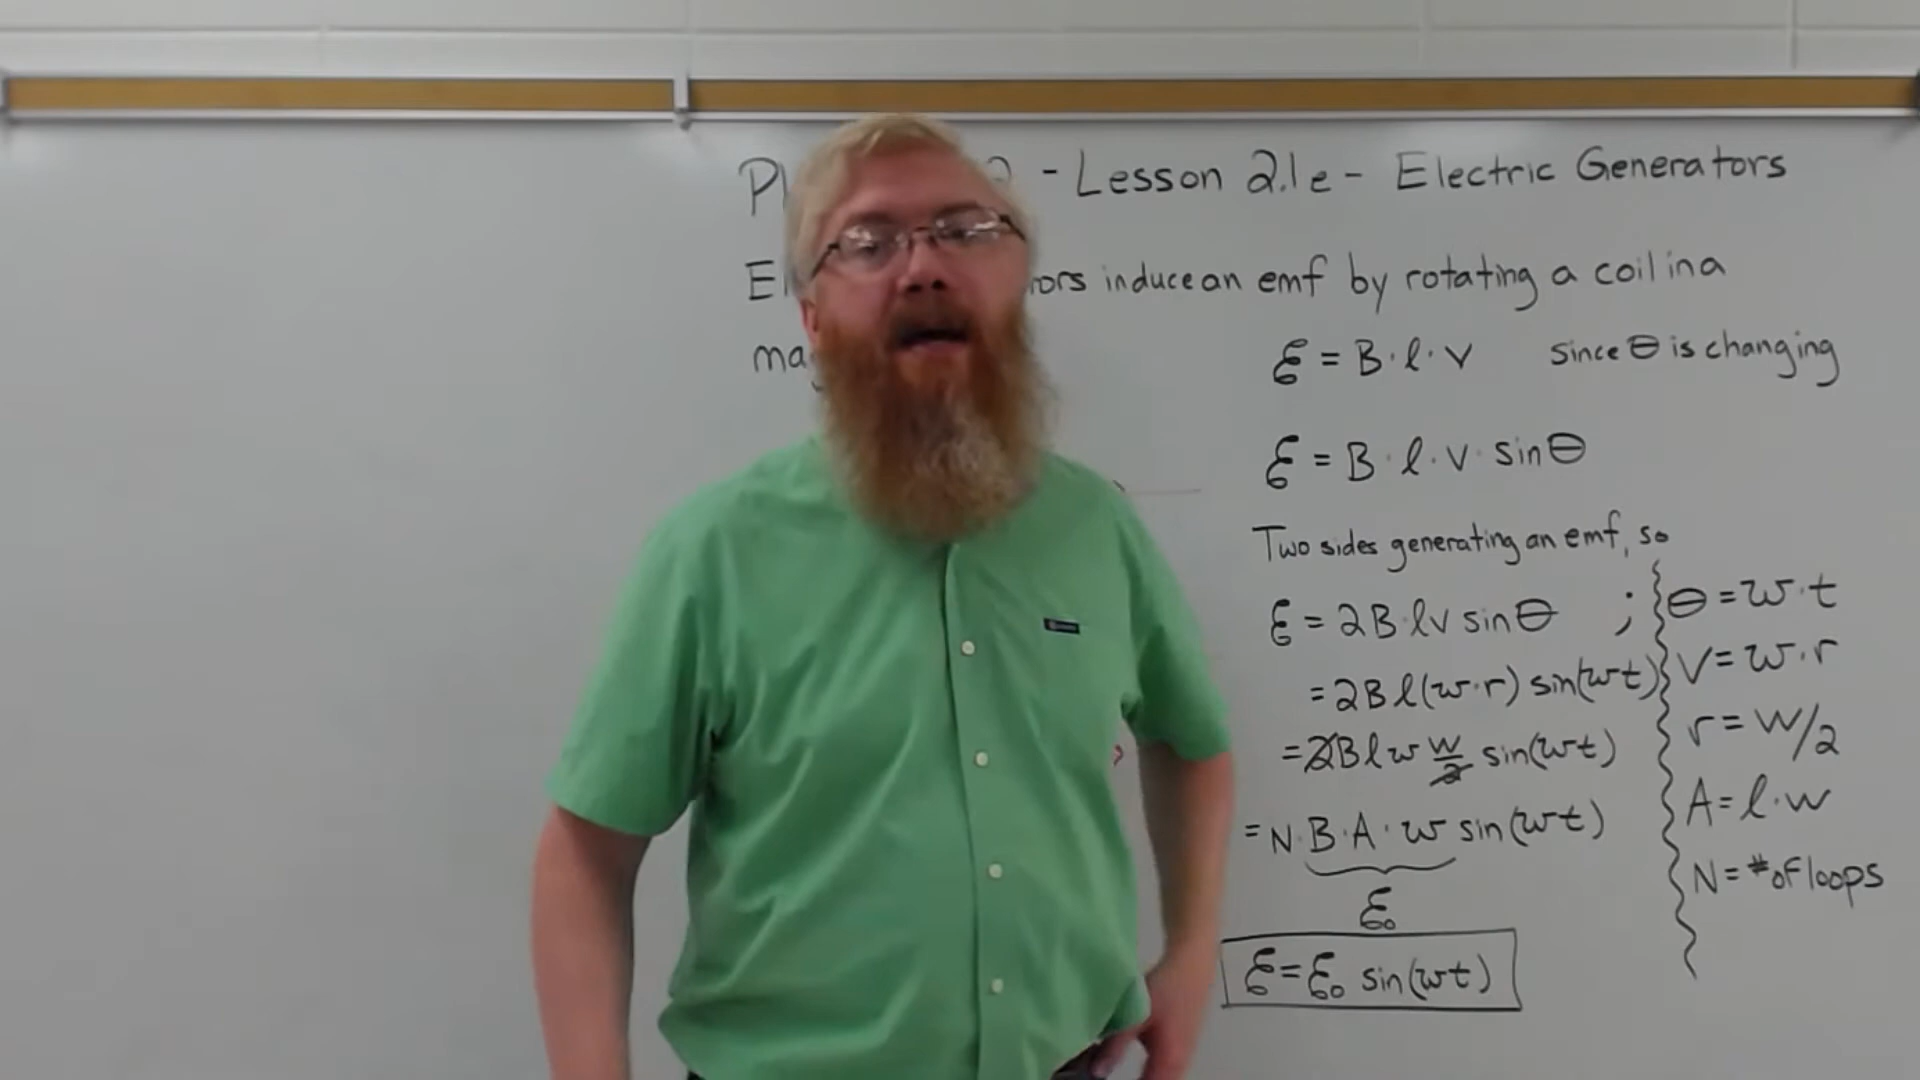 - Lesson 2.1e - Electric Generators
induce an emf by rotating a coil in a
ℰ = B·ℓ·v since θ is changing
ℰ = B·ℓ·v·sinθ
Two sides generating an emf, so
ℰ = 2B·ℓv sinθ ; θ = ω·t
= 2Bℓ(ω·r) sin(ωt) v = ω·r
= 2Bℓω w/2 sin(ωt) r = w/2
= N·B·A·ω sin(ωt) A = ℓ·w
N = # of loops
ℰ₀
ℰ = ℰ₀ sin(ωt)